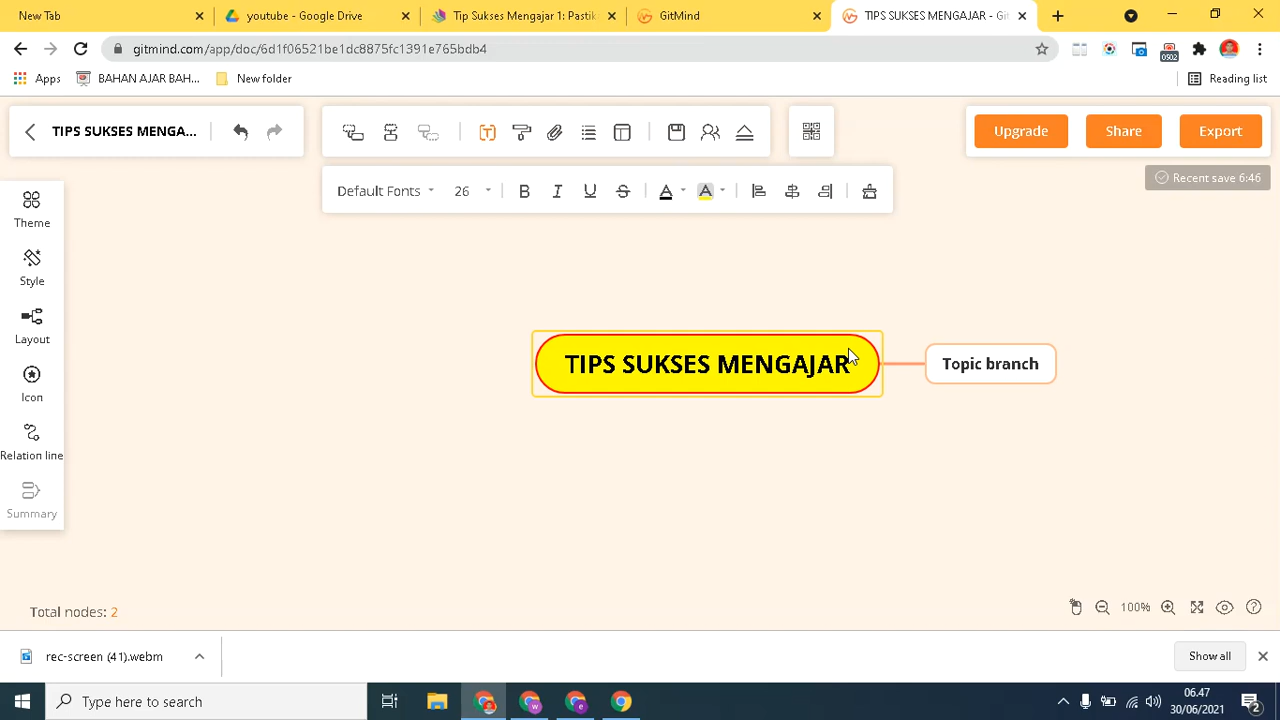 New Tab
youtube - Google Drive
Tip Sukses Mengajar 1: Pastik
GitMind
TIPS SUKSES MENGAJAR - Git
gitmind.com/app/doc/6d1f06521be1dc8875fc1391e765bdb4
0502
Apps
BAHAN AJAR BAH...
New folder
Reading list
TIPS SUKSES MENGA...
Upgrade
Share
Export
Default Fonts
26
B
I
U
S
A
A
Recent save 6:46
Theme
Style
Layout
Icon
Relation line
Summary
TIPS SUKSES MENGAJAR
Topic branch
Total nodes: 2
100%
rec-screen (41).webm
Show all
Type here to search
06.47
30/06/2021
2